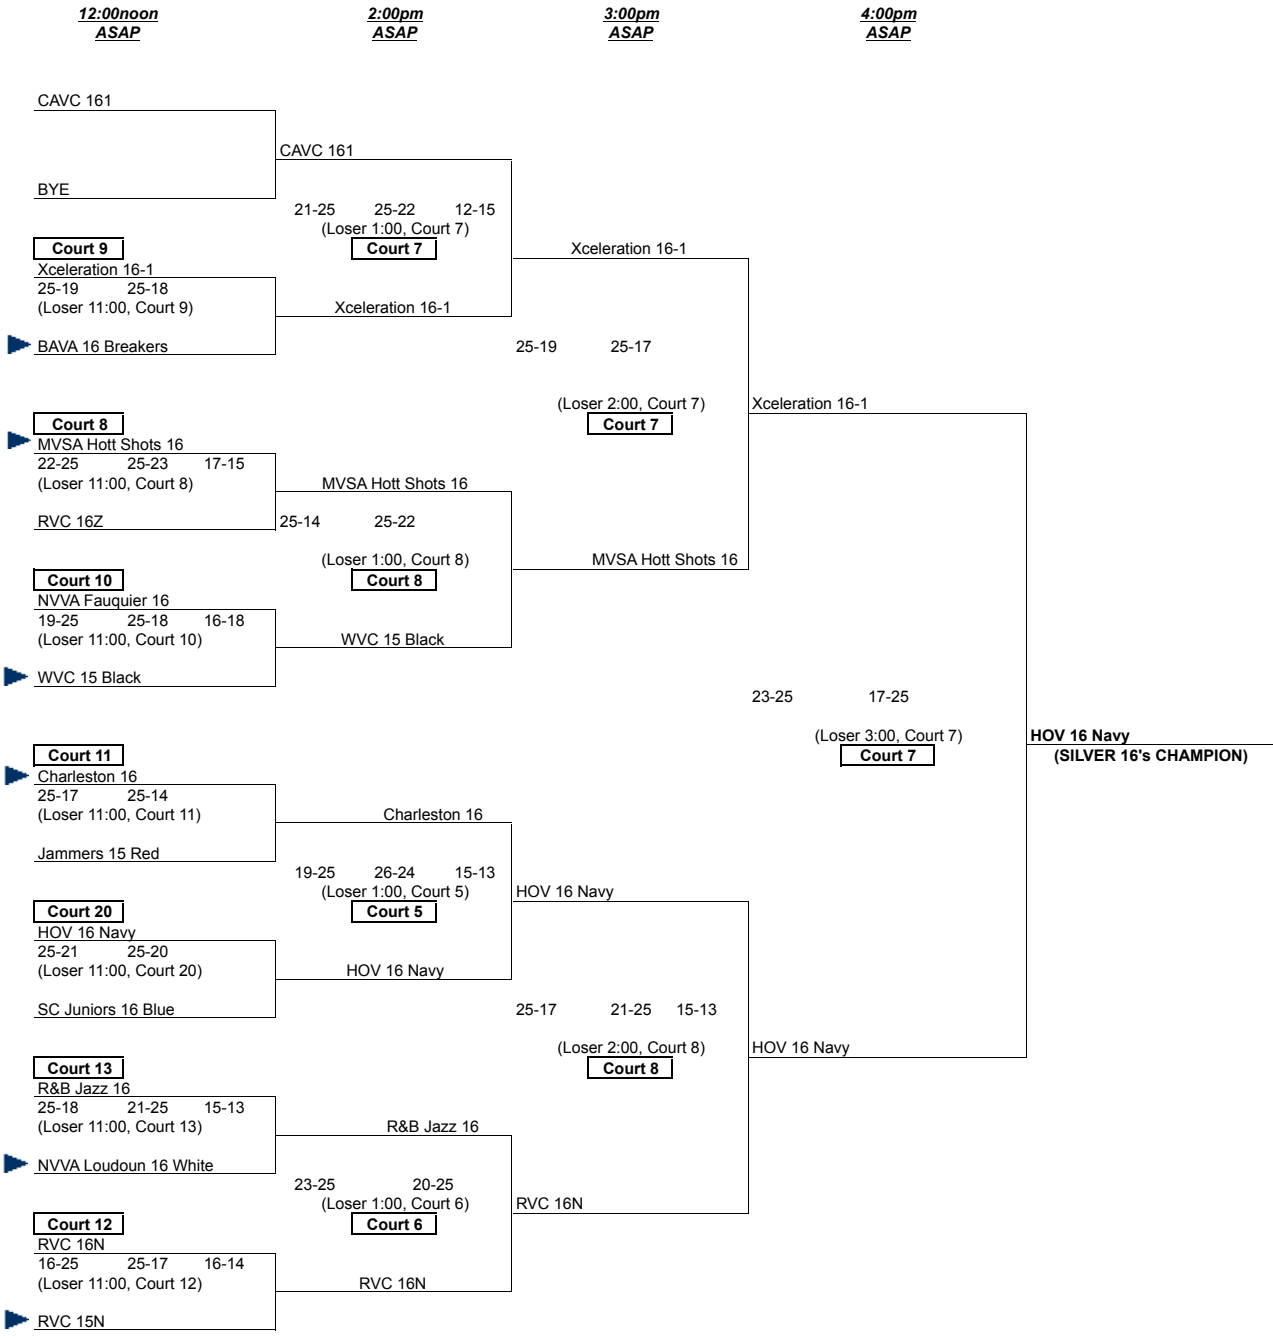 12:00noon 2:00pm 3:00pm 4:00pm
ASAP ASAP ASAP ASAP
CAVC 161
CAVC 161
BYE
21-25 25-22 12-15
(Loser 1:00, Court 7)
Court 9 Court 7 Xceleration 16-1
Xceleration 16-1
25-19 25-18
(Loser 11:00, Court 9) Xceleration 16-1
BAVA 16 Breakers 25-19 25-17
(Loser 2:00, Court 7) Xceleration 16-1
Court 8 Court 7
MVSA Hott Shots 16
22-25 25-23 17-15
(Loser 11:00, Court 8) MVSA Hott Shots 16
RVC 16Z 25-14 25-22
(Loser 1:00, Court 8) MVSA Hott Shots 16
Court 10 Court 8
NVVA Fauquier 16
19-25 25-18 16-18
(Loser 11:00, Court 10) WVC 15 Black
WVC 15 Black
23-25 17-25
(Loser 3:00, Court 7) HOV 16 Navy
Court 11 Court 7 (SILVER 16's CHAMPION)
Charleston 16
25-17 25-14
(Loser 11:00, Court 11) Charleston 16
Jammers 15 Red
19-25 26-24 15-13
(Loser 1:00, Court 5) HOV 16 Navy
Court 20 Court 5
HOV 16 Navy
25-21 25-20
(Loser 11:00, Court 20) HOV 16 Navy
SC Juniors 16 Blue 25-17 21-25 15-13
(Loser 2:00, Court 8) HOV 16 Navy
Court 13 Court 8
R&B Jazz 16
25-18 21-25 15-13
(Loser 11:00, Court 13) R&B Jazz 16
NVVA Loudoun 16 White
23-25 20-25
(Loser 1:00, Court 6) RVC 16N
Court 12 Court 6
RVC 16N
16-25 25-17 16-14
(Loser 11:00, Court 12) RVC 16N
RVC 15N